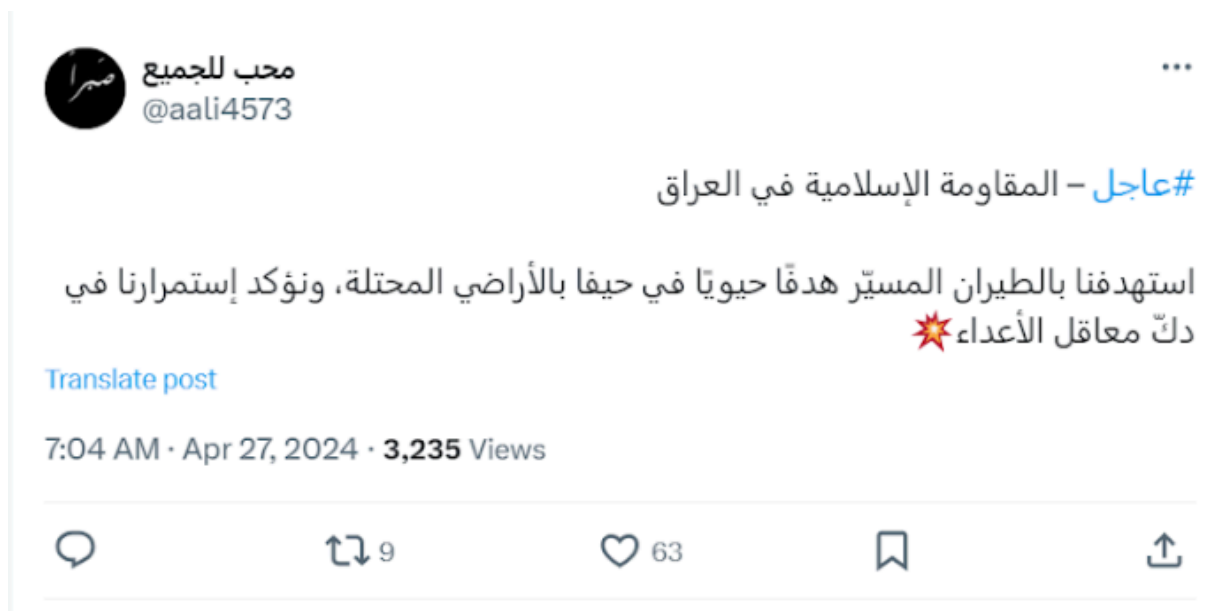 صبراً
محب للجميع
@aali4573
#عاجل – المقاومة الإسلامية في العراق
استهدفنا بالطيران المسيّر هدفًا حيويًا في حيفا بالأراضي المحتلة، ونؤكد إستمرارنا في
دكّ معاقل الأعداء💥
Translate post
7:04 AM · Apr 27, 2024 · 3,235 Views
9 63